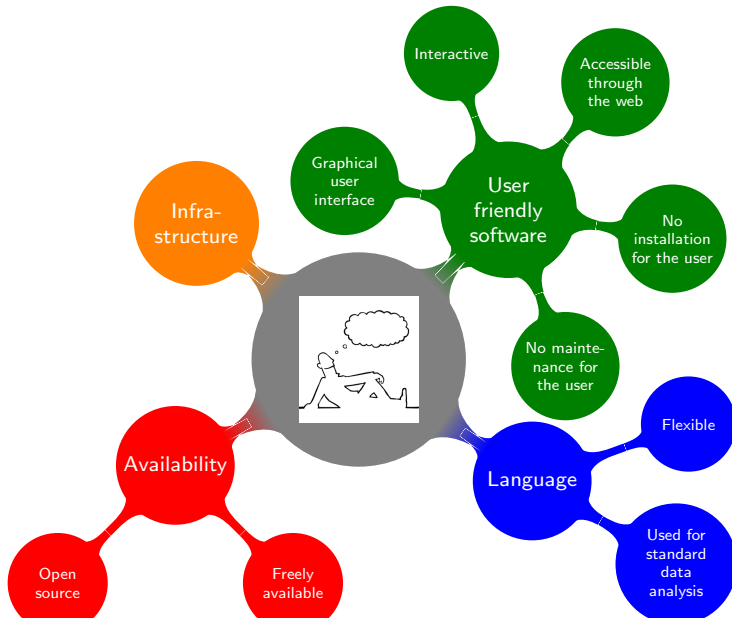 Interactive
Accessible
through
the web
Graphical
user
interface
User
friendly
software
Infra-
structure
No
installation
for the user
No mainte-
nance for
the user
Flexible
Availability
Language
Used for
standard
data
analysis
Open
source
Freely
available